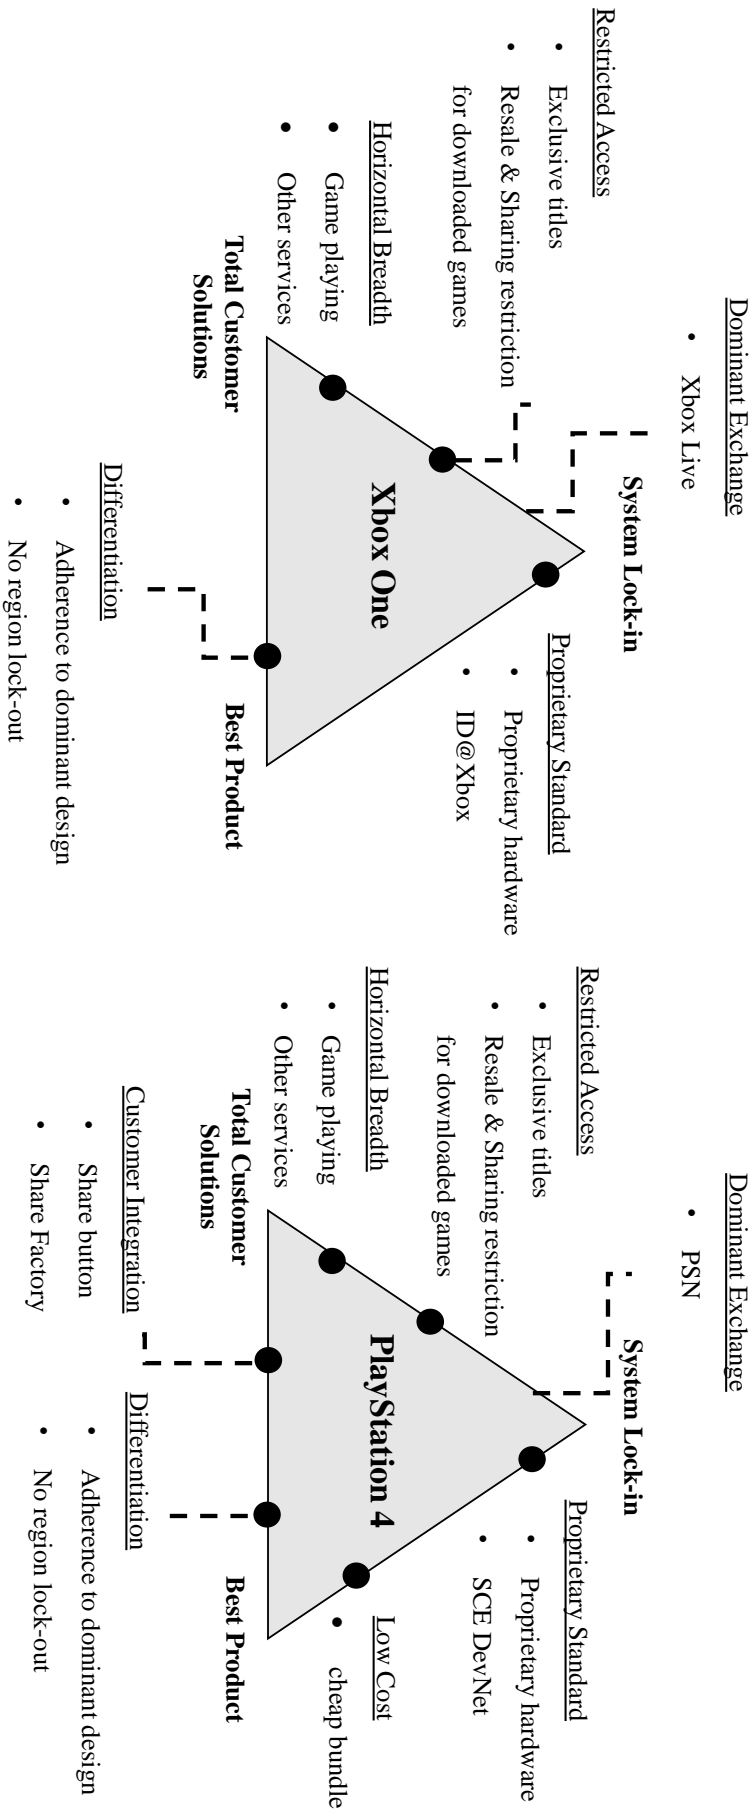 Dominant Exchange
• Xbox Live
System Lock-in
Restricted Access
• Exclusive titles
• Resale & Sharing restriction
for downloaded games
Proprietary Standard
• Proprietary hardware
• ID@Xbox
Horizontal Breadth
• Game playing
• Other services
Xbox One
Total Customer
Solutions
Best Product
Differentiation
• Adherence to dominant design
• No region lock-out
Dominant Exchange
• PSN
System Lock-in
Restricted Access
• Exclusive titles
• Resale & Sharing restriction
for downloaded games
Proprietary Standard
• Proprietary hardware
• SCE DevNet
Horizontal Breadth
• Game playing
• Other services
PlayStation 4
Low Cost
• cheap bundle
Total Customer
Solutions
Best Product
Customer Integration
• Share button
• Share Factory
Differentiation
• Adherence to dominant design
• No region lock-out